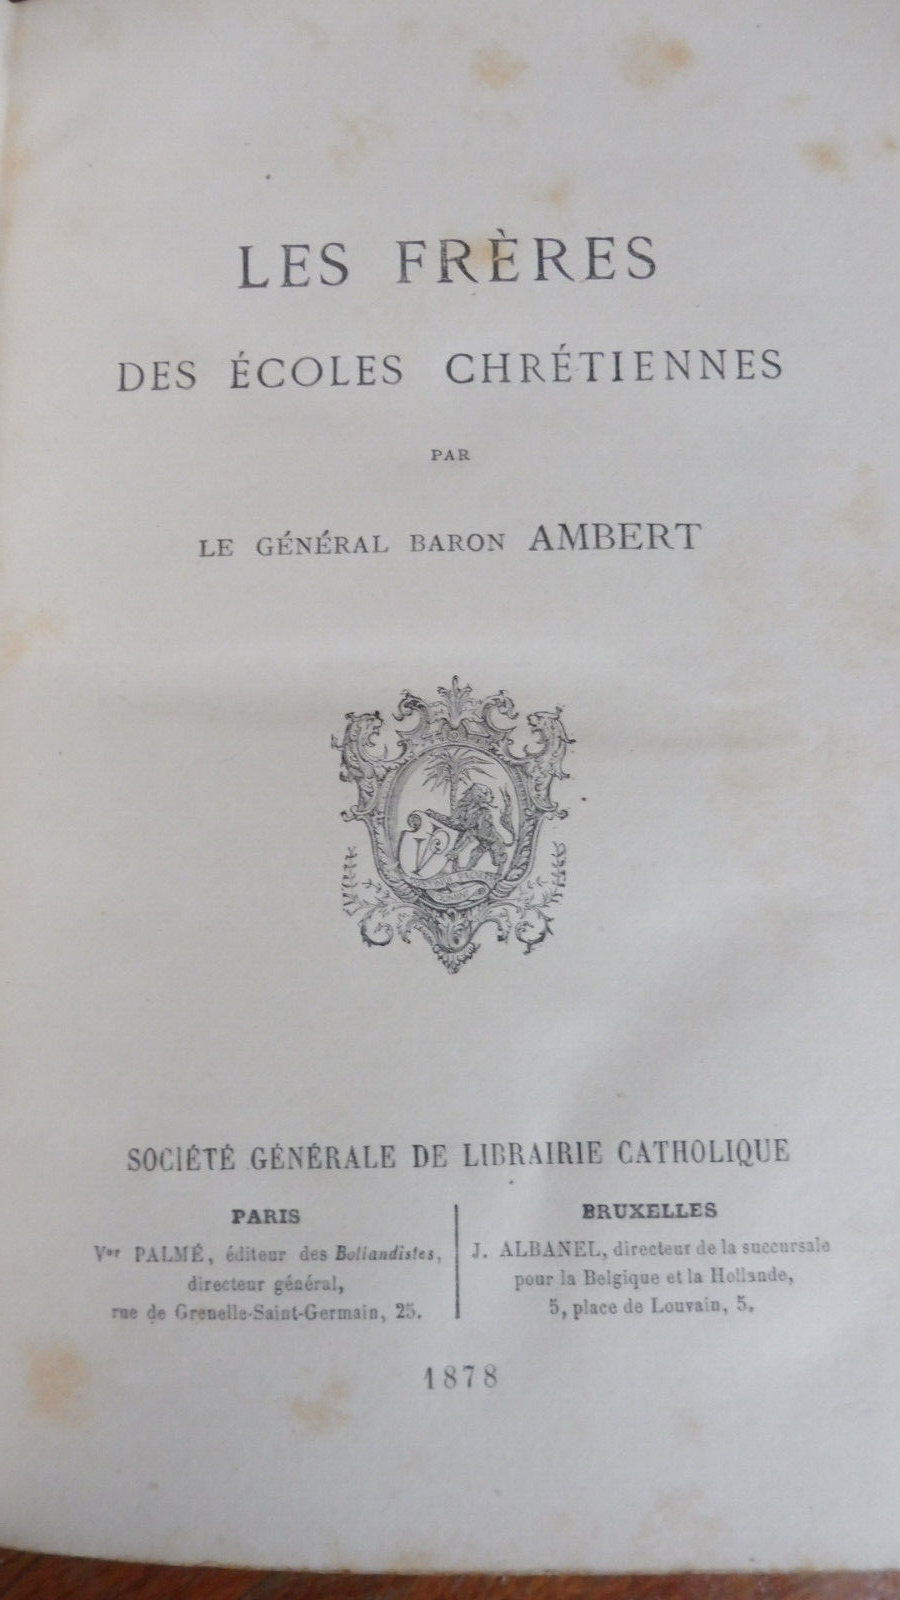 LES FRÈRES
DES ÉCOLES CHRÉTIENNES
PAR
LE GÉNÉRAL BARON AMBERT
VP
SOCIÉTÉ GÉNÉRALE DE LIBRAIRIE CATHOLIQUE
PARIS
Vor PALMÉ, éditeur des Bollandistes,
directeur général,
rue de Grenelle-Saint-Germain, 25.
BRUXELLES
J. ALBANEL, directeur de la succursale
pour la Belgique et la Hollande,
5, place de Louvain, 5.
1878